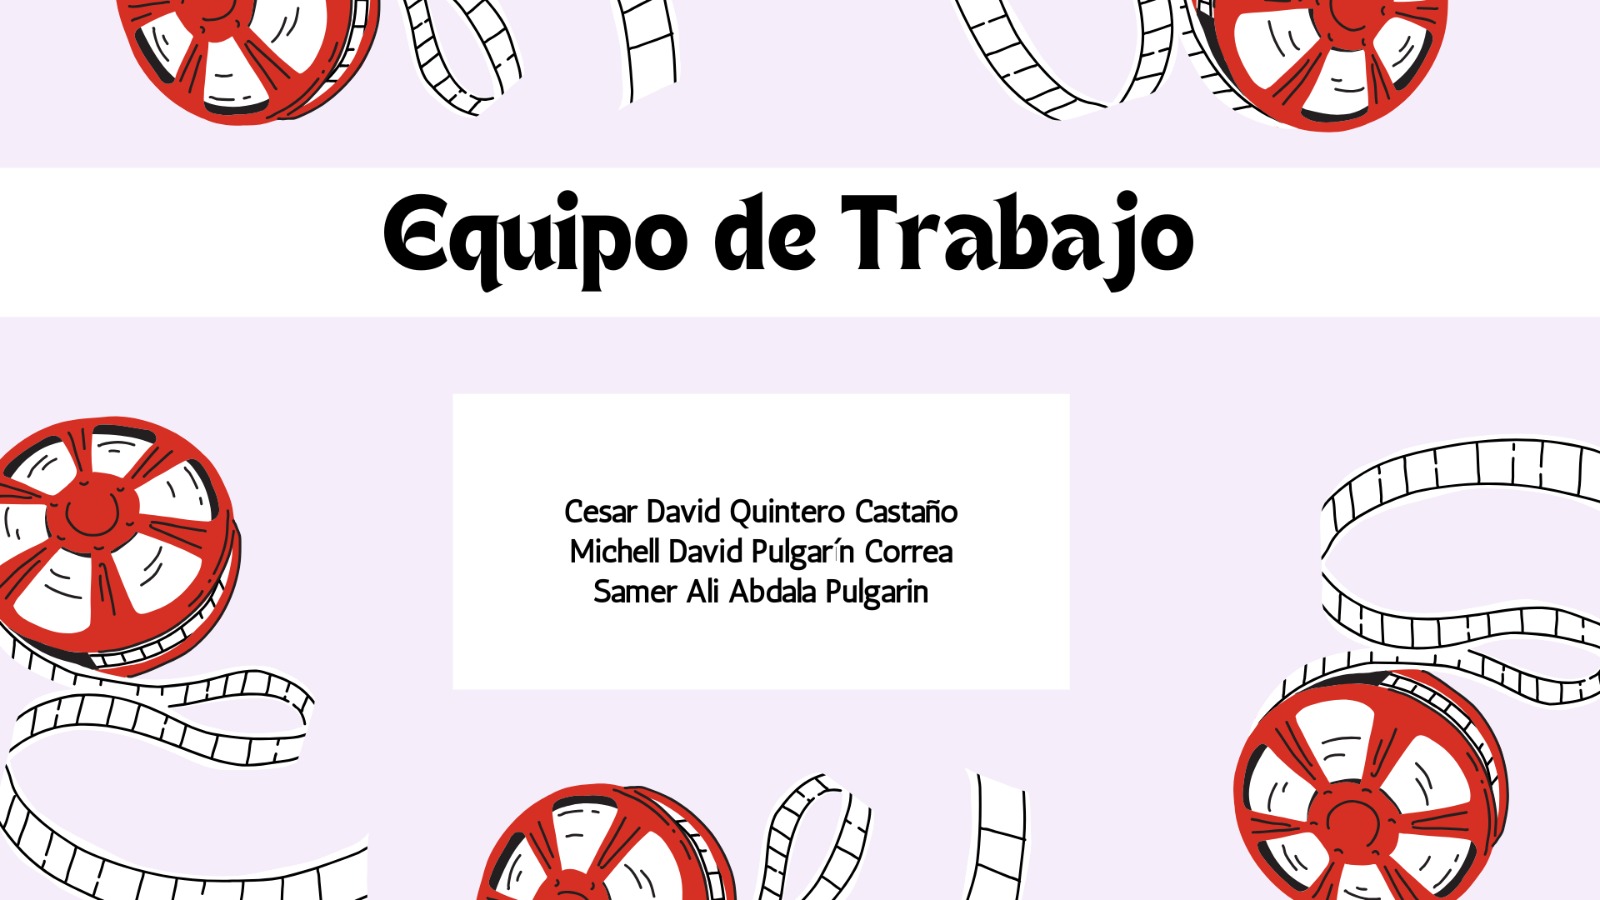 Equipo de Trabajo
Cesar David Quintero Castaño
Michell David Pulgarín Correa
Samer Ali Abdala Pulgarin